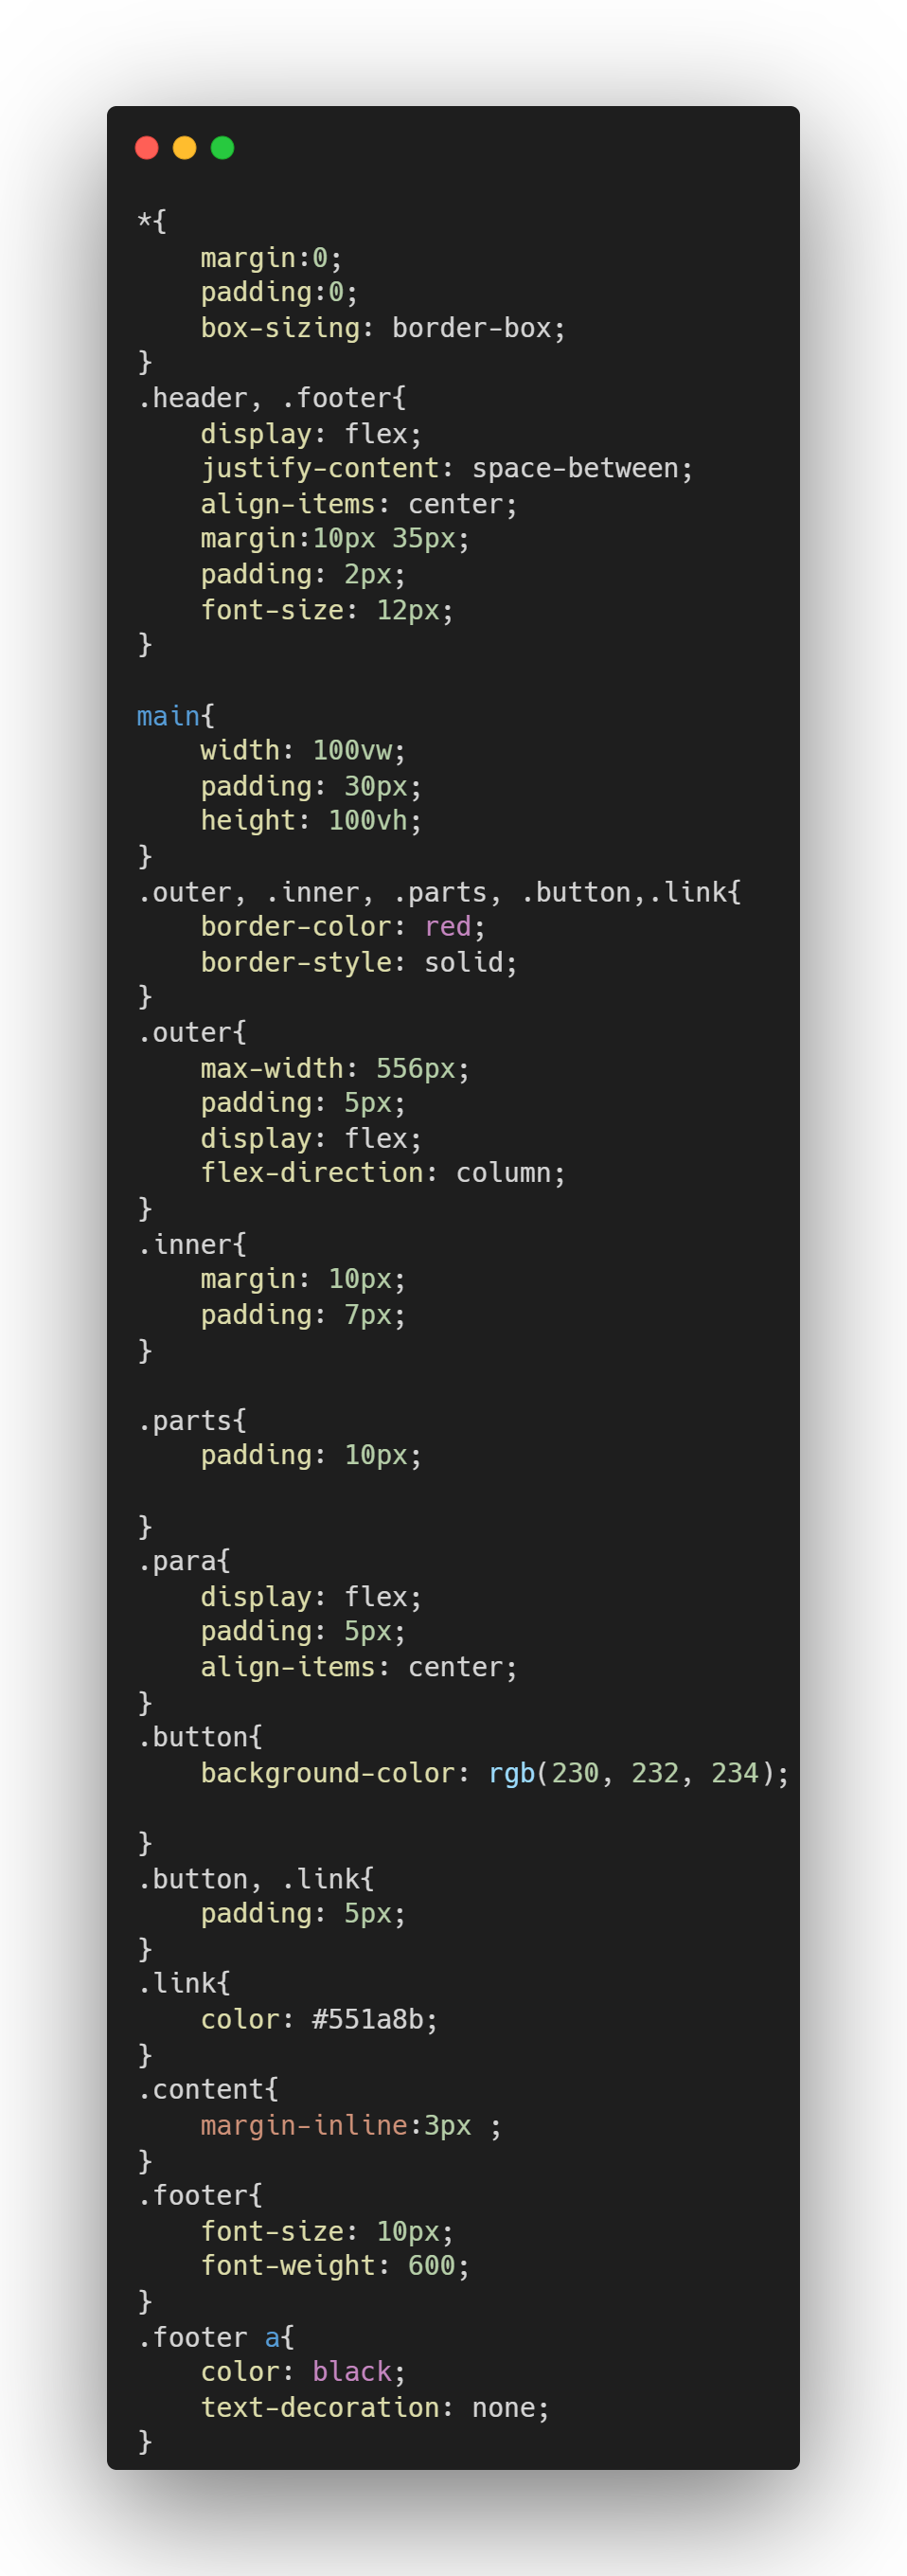 *{
    margin:0;
    padding:0;
    box-sizing: border-box;
}
.header, .footer{
    display: flex;
    justify-content: space-between;
    align-items: center;
    margin:10px 35px;
    padding: 2px;
    font-size: 12px;
}

main{
    width: 100vw;
    padding: 30px;
    height: 100vh;
}
.outer, .inner, .parts, .button,.link{
    border-color: red;
    border-style: solid;
}
.outer{
    max-width: 556px;
    padding: 5px;
    display: flex;
    flex-direction: column;
}
.inner{
    margin: 10px;
    padding: 7px;
}

.parts{
    padding: 10px;

}
.para{
    display: flex;
    padding: 5px;
    align-items: center;
}
.button{
    background-color: rgb(230, 232, 234);

}
.button, .link{
    padding: 5px;
}
.link{
    color: #551a8b;
}
.content{
    margin-inline:3px ;
}
.footer{
    font-size: 10px;
    font-weight: 600;
}
.footer a{
    color: black;
    text-decoration: none;
}